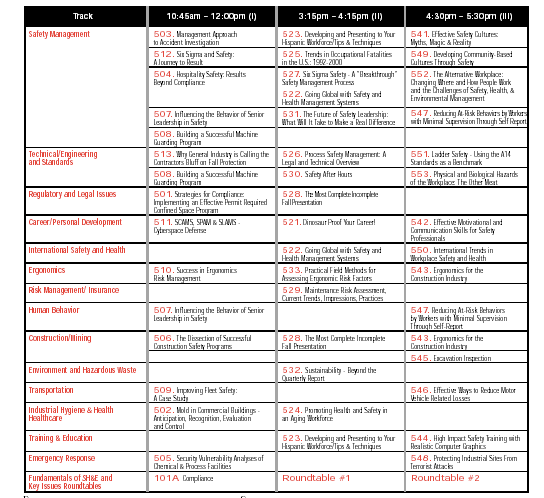 Track 10:45am – 12:00pm (I) 3:15pm – 4:15pm (II) 4:30pm – 5:30pm (III)
Safety Management
503. Management Approach
to Accident Investigation
523. Developing and Presenting to Your
Hispanic Workforce/Tips & Techniques
541. Effective Safety Cultures:
Myths, Magic & Reality
512. Six Sigma and Safety:
A Journey to Result
525. Trends in Occupational Fatalities
in the U.S.: 1992-2000
549. Developing Community-Based
Cultures Through Safety
504. Hospitality Safety: Results
Beyond Compliance
527. Six Sigma Safety - A "Breakthrough"
Safety Management Process
522. Going Global with Safety and
Health Management Systems
552. The Alternative Workplace:
Changing Where and How People Work
and the Challenges of Safety, Health, &
Environmental Management
507. Influencing the Behavior of Senior
Leadership in Safety
531. The Future of Safety Leadership:
What Will It Take to Make a Real Difference
547. Reducing At-Risk Behaviors by Workers
with Minimal Supervision Through Self Report
508. Building a Successful Machine
Guarding Program
Technical/Engineering
and Standards
513. Why General Industry is Calling the
Contractors Bluff on Fall Protection
526. Process Safety Management: A
Legal and Technical Overview
551. Ladder Safety - Using the A14
Standards as a Benchmark
508. Building a Successful Machine
Guarding Program
530. Safety After Hours
553. Physical and Biological Hazards
of the Workplace: The Other Meat
Regulatory and Legal Issues
501. Strategies for Compliance:
Implementing an Effective Permit Required
Confined Space Program
528. The Most Complete Incomplete
Fall Presentation
Career/Personal Development
511. SCAMS, SPAM & SLAMS -
Cyberspace Defense
521. Dinosaur Proof Your Career!
542. Effective Motivational and
Communication Skills for Safety
Professionals
International Safety and Health
522. Going Global with Safety and
Health Management Systems
550. International Trends in
Workplace Safety and Health
Ergonomics
510. Success in Ergonomics
Risk Management
533. Practical Field Methods for
Assessing Ergonomic Risk Factors
543. Ergonomics for the
Construction Industry
Risk Management/ Insurance
529. Maintenance Risk Assessment,
Current Trends, Impressions, Practices
Human Behavior
507. Influencing the Behavior of Senior
Leadership in Safety
547. Reducing At-Risk Behaviors
by Workers with Minimal Supervision
Through Self-Report
Construction/Mining
506. The Dissection of Successful
Construction Safety Programs
528. The Most Complete Incomplete
Fall Presentation
543. Ergonomics for the
Construction Industry
545. Excavation Inspection
Environment and Hazardous Waste
532. Sustainability - Beyond the
Quarterly Report
Transportation
509. Improving Fleet Safety:
A Case Study
546. Effective Ways to Reduce Motor
Vehicle Related Losses
Industrial Hygiene & Health
Healthcare
502. Mold in Commercial Buildings -
Anticipation, Recognition, Evaluation
and Control
524. Promoting Health and Safety in
an Aging Workforce
Training & Education
523. Developing and Presenting to Your
Hispanic Workforce/Tips & Techniques
544. High Impact Safety Training with
Realistic Computer Graphics
Emergency Response
505. Security Vulnerability Analyses of
Chemical & Process Facilities
548. Protecting Industrial Sites From
Terrorist Attacks
Fundamentals of SH&E and
Key Issues Roundtables
101A Compliance
Roundtable #1
Roundtable #2